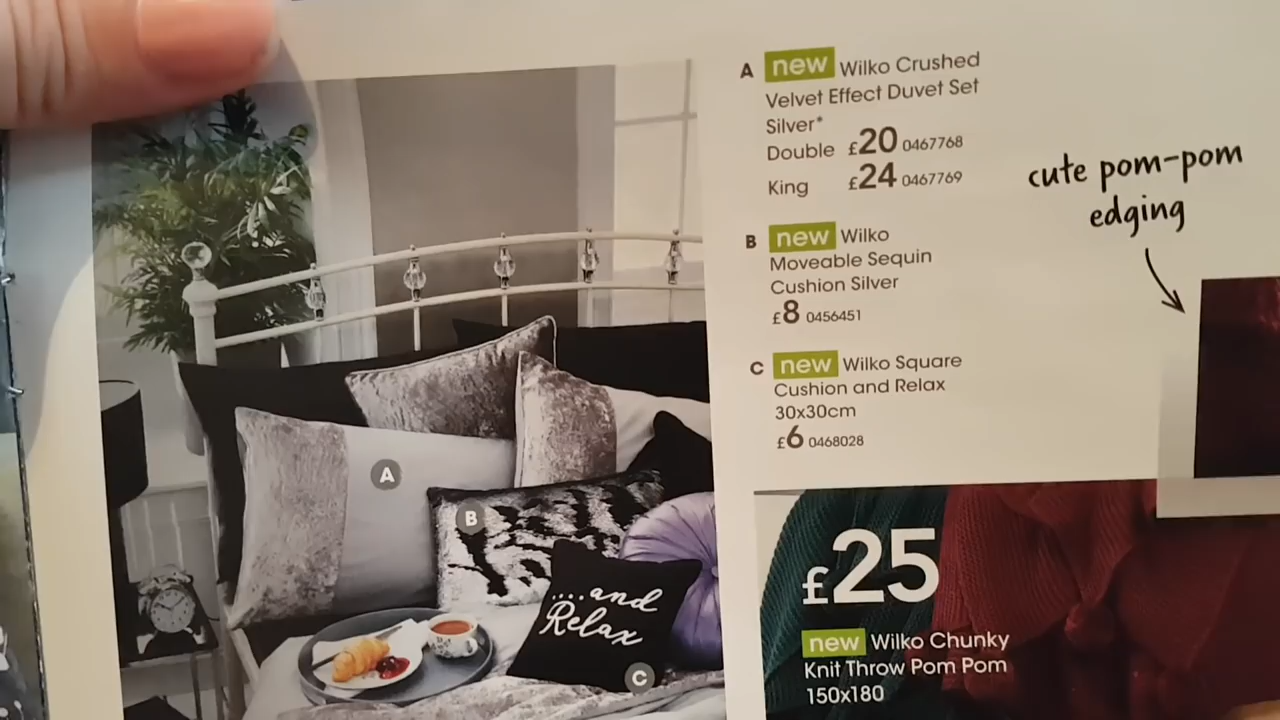 A new Wilko Crushed
Velvet Effect Duvet Set
Silver*
Double £20 0467768
King £24 0467769
B new Wilko
Moveable Sequin
Cushion Silver
£8 0456451
C new Wilko Square
Cushion and Relax
30x30cm
£6 0468028
cute pom-pom
edging
A
B
....and
Relax
C
£25
new Wilko Chunky
Knit Throw Pom Pom
150x180